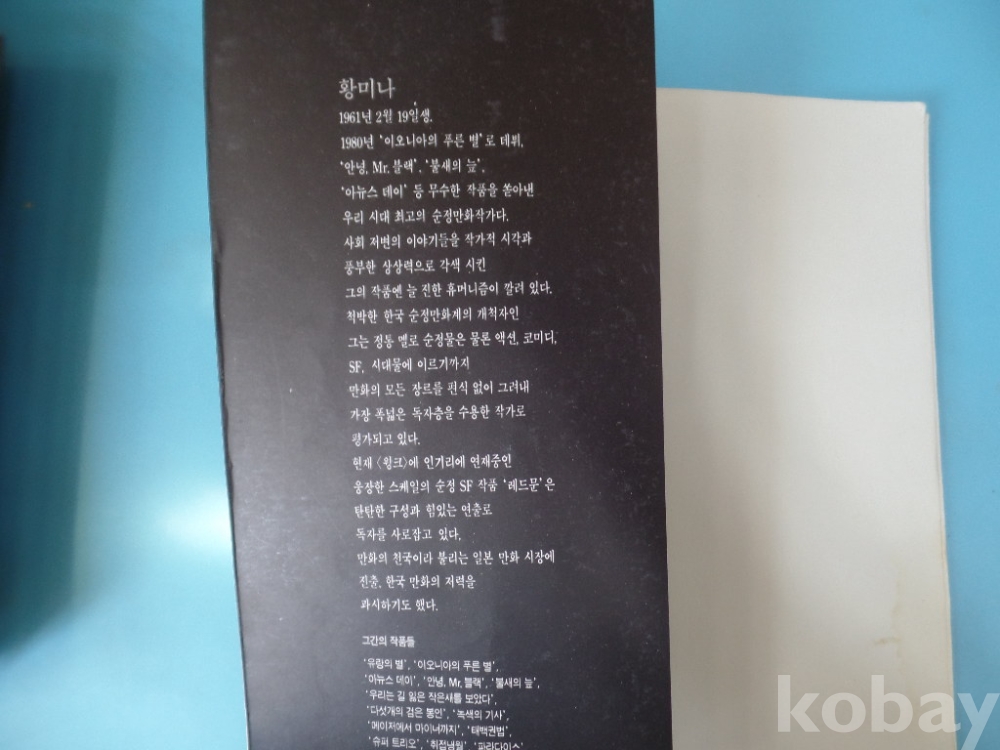 황미나
1961년 2월 19일생.
1980년 '이오니아의 푸른 별'로 데뷔,
'안녕, Mr. 블랙', '불새의 늪',
'아뉴스 데이' 등 무수한 작품을 쏟아낸
우리 시대 최고의 순정만화작가다.
사회 저변의 이야기들을 작가적 시각과
풍부한 상상력으로 각색 시킨
그의 작품엔 늘 진한 휴머니즘이 깔려 있다.
척박한 한국 순정만화계의 개척자인
그는 정통 멜로 순정물은 물론 액션, 코미디,
SF, 시대물에 이르기까지
만화의 모든 장르를 편식 없이 그려내
가장 폭넓은 독자층을 수용한 작가로
평가되고 있다.
현재 〈윙크〉에 인기리에 연재중인
웅장한 스케일의 순정 SF 작품 '레드문'은
탄탄한 구성과 힘있는 연출로
독자를 사로잡고 있다.
만화의 천국이라 불리는 일본 만화 시장에
진출, 한국 만화의 저력을
과시하기도 했다.
그간의 작품들
'유랑의 별', '이오니아의 푸른 별',
'아뉴스 데이', '안녕, Mr. 블랙', '불새의 늪',
'우리는 길 잃은 작은새를 보았다',
'다섯개의 검은 봉인', '녹색의 기사',
'메이저에서 마이너까지', '태백권법',
'슈퍼 트리오', '취접냉월', '파라다이스'
kobay